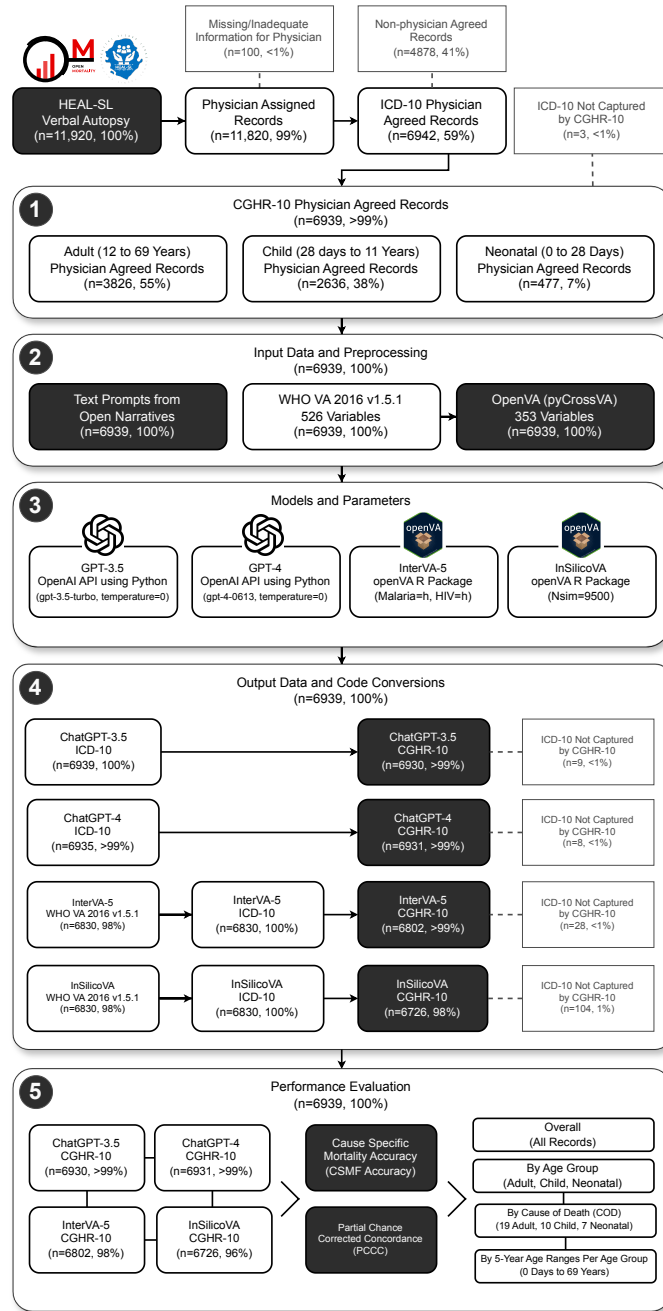 Missing/Inadequate
Information for Physician
(n=100, <1%)
Non-physician Agreed
Records
(n=4878, 41%)
M
OPEN
MORTALITY
HEAL-SL
HEAL-SL
Verbal Autopsy
(n=11,920, 100%)
Physician Assigned
Records
(n=11,820, 99%)
ICD-10 Physician
Agreed Records
(n=6942, 59%)
ICD-10 Not Captured
by CGHR-10
(n=3, <1%)
1
CGHR-10 Physician Agreed Records
(n=6939, >99%)
Adult (12 to 69 Years)
Physician Agreed Records
(n=3826, 55%)
Child (28 days to 11 Years)
Physician Agreed Records
(n=2636, 38%)
Neonatal (0 to 28 Days)
Physician Agreed Records
(n=477, 7%)
2
Input Data and Preprocessing
(n=6939, 100%)
Text Prompts from
Open Narratives
(n=6939, 100%)
WHO VA 2016 v1.5.1
526 Variables
(n=6939, 100%)
OpenVA (pyCrossVA)
353 Variables
(n=6939, 100%)
3
Models and Parameters
GPT-3.5
OpenAI API using Python
(gpt-3.5-turbo, temperature=0)
GPT-4
OpenAI API using Python
(gpt-4-0613, temperature=0)
openVA
InterVA-5
openVA R Package
(Malaria=h, HIV=h)
openVA
InSilicoVA
openVA R Package
(Nsim=9500)
4
Output Data and Code Conversions
(n=6939, 100%)
ChatGPT-3.5
ICD-10
(n=6939, 100%)
ChatGPT-3.5
CGHR-10
(n=6930, >99%)
ICD-10 Not Captured
by CGHR-10
(n=9, <1%)
ChatGPT-4
ICD-10
(n=6935, >99%)
ChatGPT-4
CGHR-10
(n=6931, >99%)
ICD-10 Not Captured
by CGHR-10
(n=8, <1%)
InterVA-5
WHO VA 2016 v1.5.1
(n=6830, 98%)
InterVA-5
ICD-10
(n=6830, 100%)
InterVA-5
CGHR-10
(n=6802, >99%)
ICD-10 Not Captured
by CGHR-10
(n=28, <1%)
InSilicoVA
WHO VA 2016 v1.5.1
(n=6830, 98%)
InSilicoVA
ICD-10
(n=6830, 100%)
InSilicoVA
CGHR-10
(n=6726, 98%)
ICD-10 Not Captured
by CGHR-10
(n=104, 1%)
5
Performance Evaluation
(n=6939, 100%)
ChatGPT-3.5
CGHR-10
(n=6930, >99%)
ChatGPT-4
CGHR-10
(n=6931, >99%)
InterVA-5
CGHR-10
(n=6802, 98%)
InSilicoVA
CGHR-10
(n=6726, 96%)
Cause Specific
Mortality Accuracy
(CSMF Accuracy)
Partial Chance
Corrected Concordance
(PCCC)
Overall
(All Records)
By Age Group
(Adult, Child, Neonatal)
By Cause of Death (COD)
(19 Adult, 10 Child, 7 Neonatal)
By 5-Year Age Ranges Per Age Group
(0 Days to 69 Years)